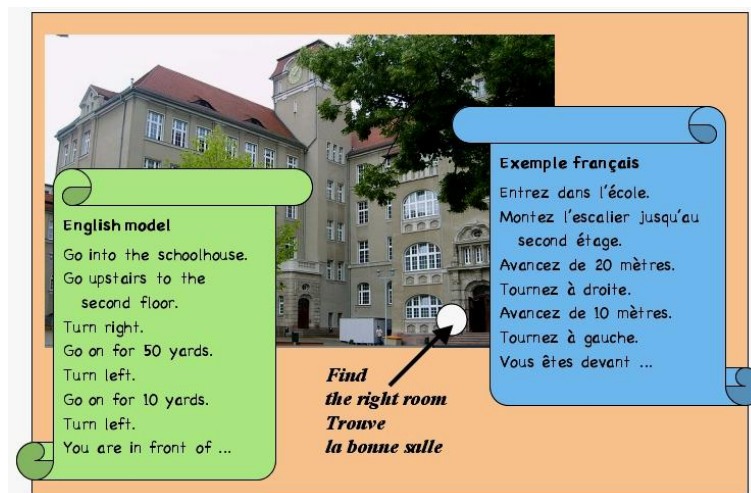 English model
Go into the schoolhouse.
Go upstairs to the
second floor.
Turn right.
Go on for 50 yards.
Turn left.
Go on for 10 yards.
Turn left.
You are in front of ...
Exemple français
Entrez dans l'école.
Montez l'escalier jusqu'au
second étage.
Avancez de 20 mètres.
Tournez à droite.
Avancez de 10 mètres.
Tournez à gauche.
Vous êtes devant ...
Find
the right room
Trouve
la bonne salle